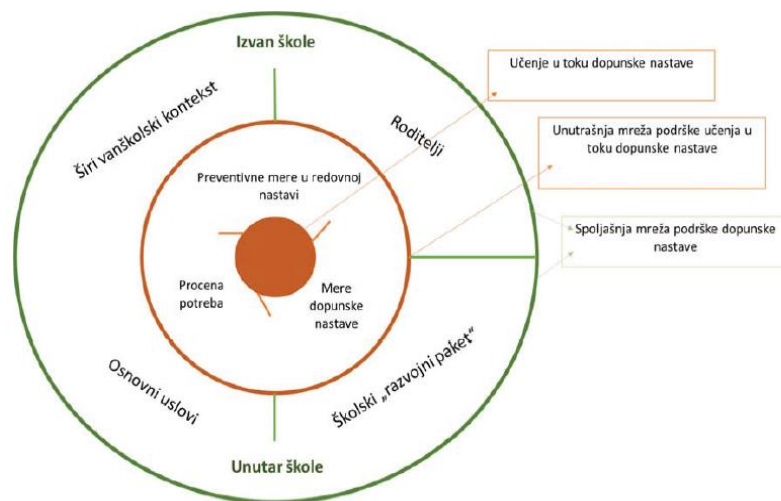 Izvan škole
Širi vanškolski kontekst
Roditelji
Preventivne mere u redovnoj
nastavi
Procena
potreba
Mere
dopunske
nastave
Osnovni uslovi
Školski „razvojni paket“
Unutar škole
Učenje u toku dopunske nastave
Unutrašnja mreža podrške učenja u
toku dopunske nastave
Spoljašnja mreža podrške dopunske
nastave